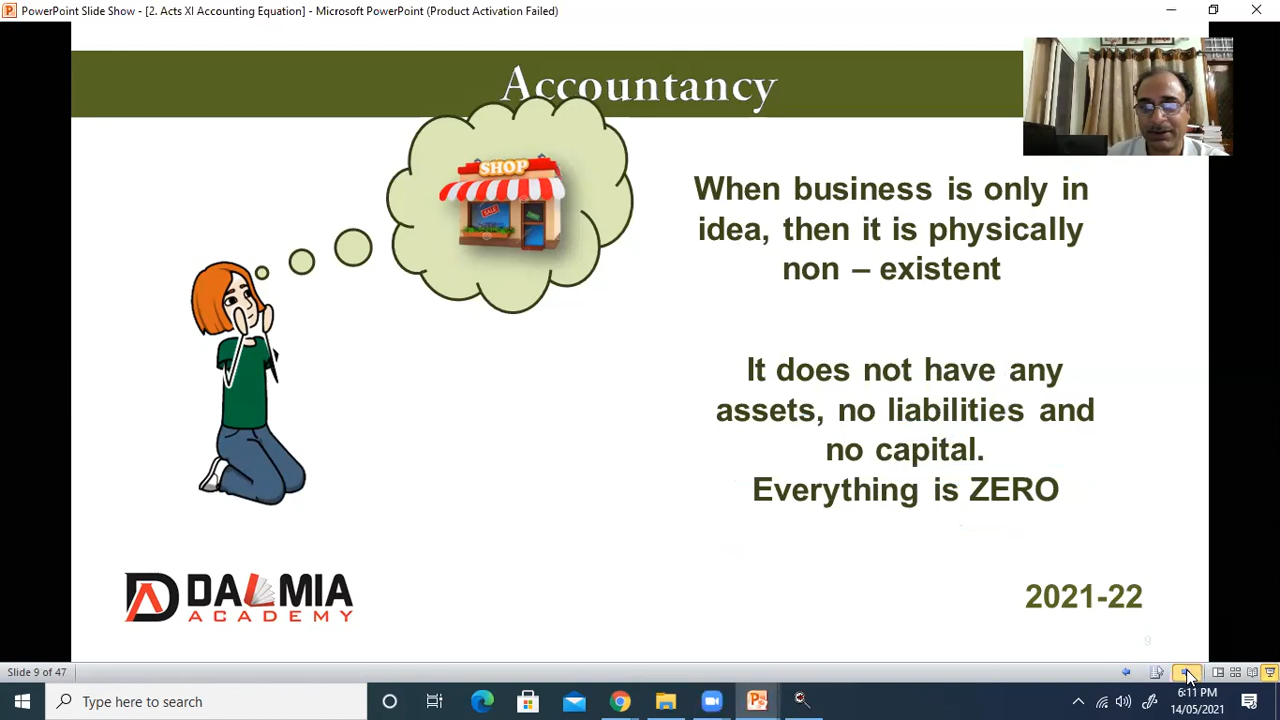 PowerPoint Slide Show - [2. Acts XI Accounting Equation] - Microsoft PowerPoint (Product Activation Failed)
Accountancy
SHOP
SALE
When business is only in
idea, then it is physically
non – existent
It does not have any
assets, no liabilities and
no capital.
Everything is ZERO
DALMIA
ACADEMY
2021-22
9
Slide 9 of 47
Type here to search
6:11 PM
14/05/2021